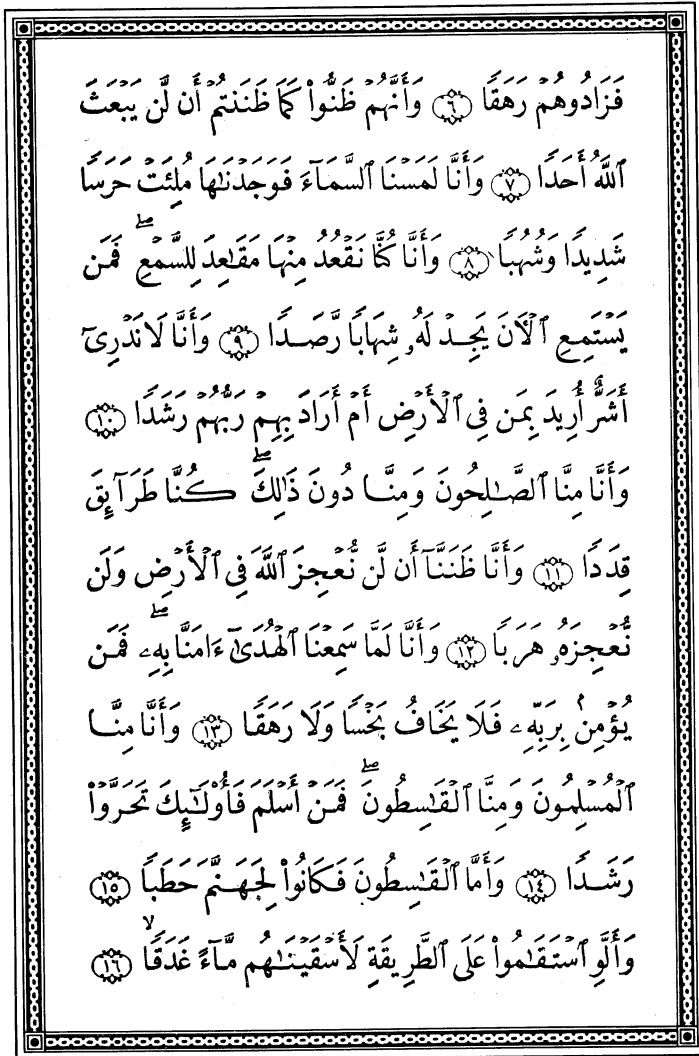 فَزَادُوهُمْ رَهَقًا ﴿٦﴾ وَأَنَّهُمْ ظَنُّوا۟ كَمَا ظَنَنتُمْ أَن لَّن يَبْعَثَ
ٱللَّهُ أَحَدًا ﴿٧﴾ وَأَنَّا لَمَسْنَا ٱلسَّمَآءَ فَوَجَدْنَٰهَا مُلِئَتْ حَرَسًا
شَدِيدًا وَشُهُبًا ﴿٨﴾ وَأَنَّا كُنَّا نَقْعُدُ مِنْهَا مَقَٰعِدَ لِلسَّمْعِ ۖ فَمَن
يَسْتَمِعِ ٱلْـَٔانَ يَجِدْ لَهُۥ شِهَابًا رَّصَدًا ﴿٩﴾ وَأَنَّا لَا نَدْرِىٓ
أَشَرٌّ أُرِيدَ بِمَن فِى ٱلْأَرْضِ أَمْ أَرَادَ بِهِمْ رَبُّهُمْ رَشَدًا ﴿١٠﴾
وَأَنَّا مِنَّا ٱلصَّٰلِحُونَ وَمِنَّا دُونَ ذَٰلِكَ ۖ كُنَّا طَرَآئِقَ
قِدَدًا ﴿١١﴾ وَأَنَّا ظَنَنَّآ أَن لَّن نُّعْجِزَ ٱللَّهَ فِى ٱلْأَرْضِ وَلَن
نُّعْجِزَهُۥ هَرَبًا ﴿١٢﴾ وَأَنَّا لَمَّا سَمِعْنَا ٱلْهُدَىٰٓ ءَامَنَّا بِهِۦ ۖ فَمَن
يُؤْمِنۢ بِرَبِّهِۦ فَلَا يَخَافُ بَخْسًا وَلَا رَهَقًا ﴿١٣﴾ وَأَنَّا مِنَّا
ٱلْمُسْلِمُونَ وَمِنَّا ٱلْقَٰسِطُونَ ۖ فَمَنْ أَسْلَمَ فَأُو۟لَٰٓئِكَ تَحَرَّوْا۟
رَشَدًا ﴿١٤﴾ وَأَمَّا ٱلْقَٰسِطُونَ فَكَانُوا۟ لِجَهَنَّمَ حَطَبًا ﴿١٥﴾
وَأَلَّوِ ٱسْتَقَٰمُوا۟ عَلَى ٱلطَّرِيقَةِ لَأَسْقَيْنَٰهُم مَّآءً غَدَقًا ۙ ﴿١٦﴾